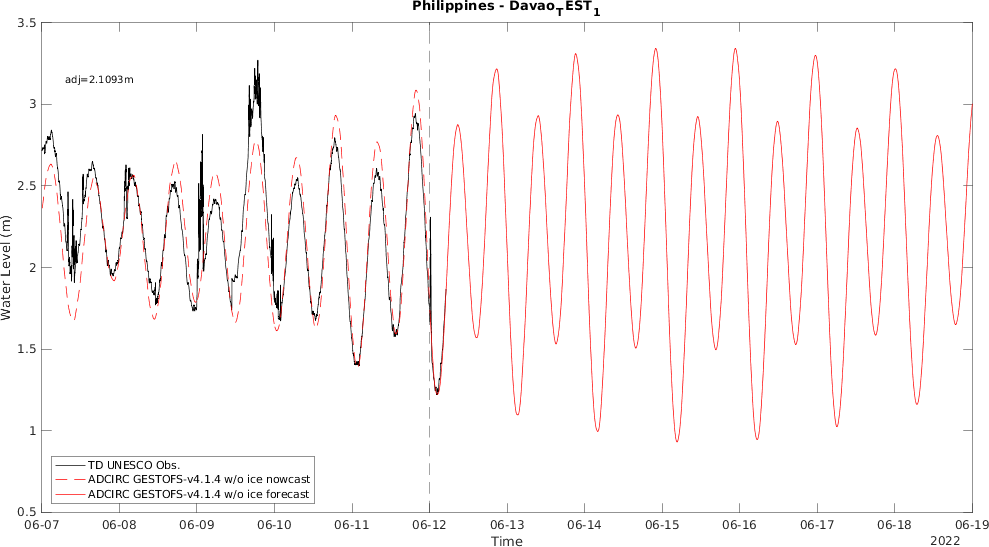 Philippines - Davao_TEST_1
3.5
3
2.5
2
1.5
1
0.5
Water Level (m)
adj=2.1093m
TD UNESCO Obs.
ADCIRC GESTOFS-v4.1.4 w/o ice nowcast
ADCIRC GESTOFS-v4.1.4 w/o ice forecast
06-07 06-08 06-09 06-10 06-11 06-12 06-13 06-14 06-15 06-16 06-17 06-18 06-19
Time
2022